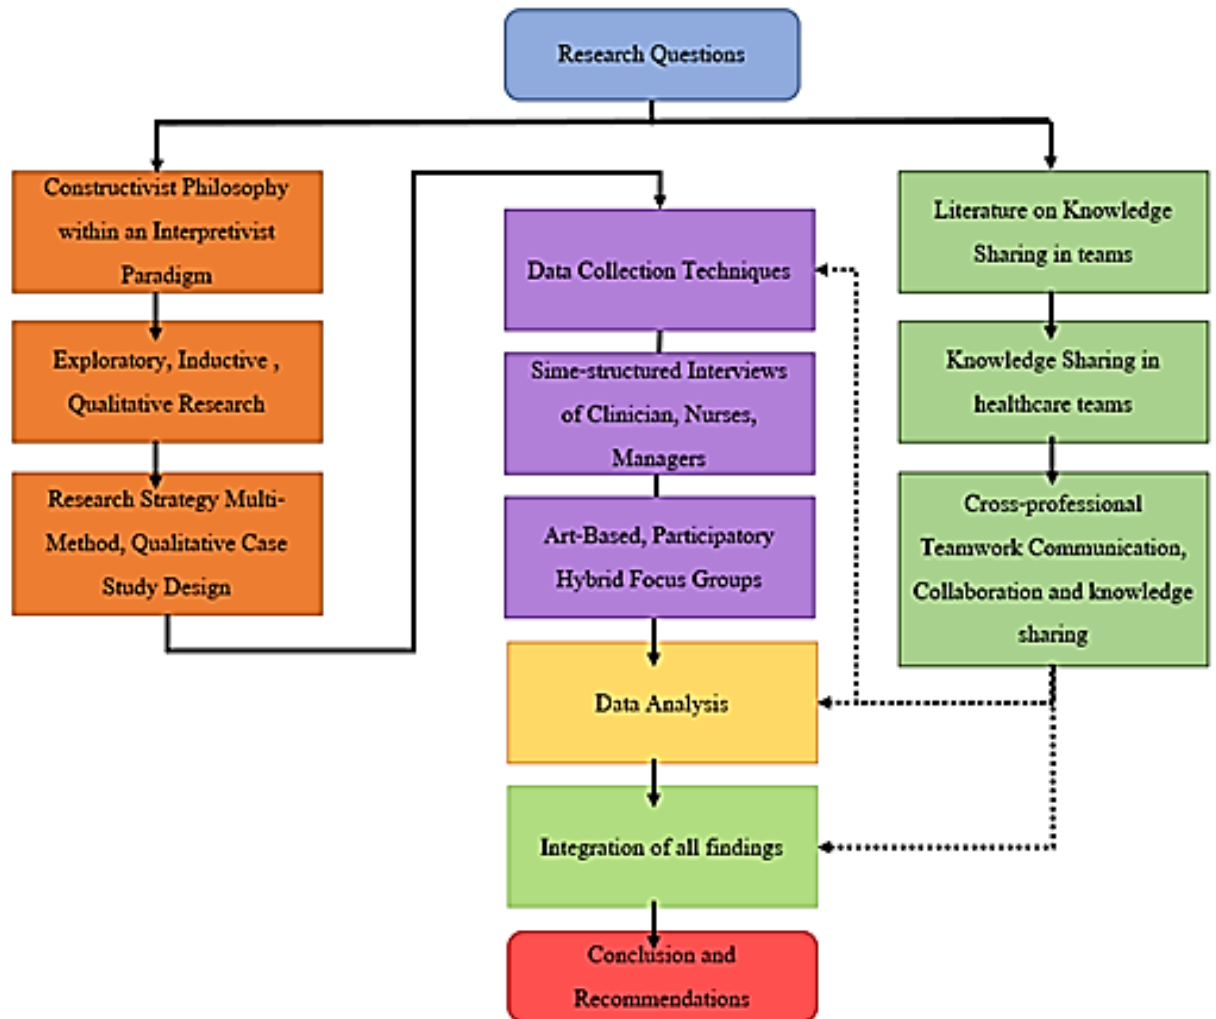 Research Questions
Constructivist Philosophy
within an Interpretivist
Paradigm
Exploratory, Inductive ,
Qualitative Research
Research Strategy Multi-
Method, Qualitative Case
Study Design
Data Collection Techniques
Sime-structured Interviews
of Clinician, Nurses,
Managers
Art-Based, Participatory
Hybrid Focus Groups
Data Analysis
Integration of all findings
Conclusion and
Recommendations
Literature on Knowledge
Sharing in teams
Knowledge Sharing in
healthcare teams
Cross-professional
Teamwork Communication,
Collaboration and knowledge
sharing